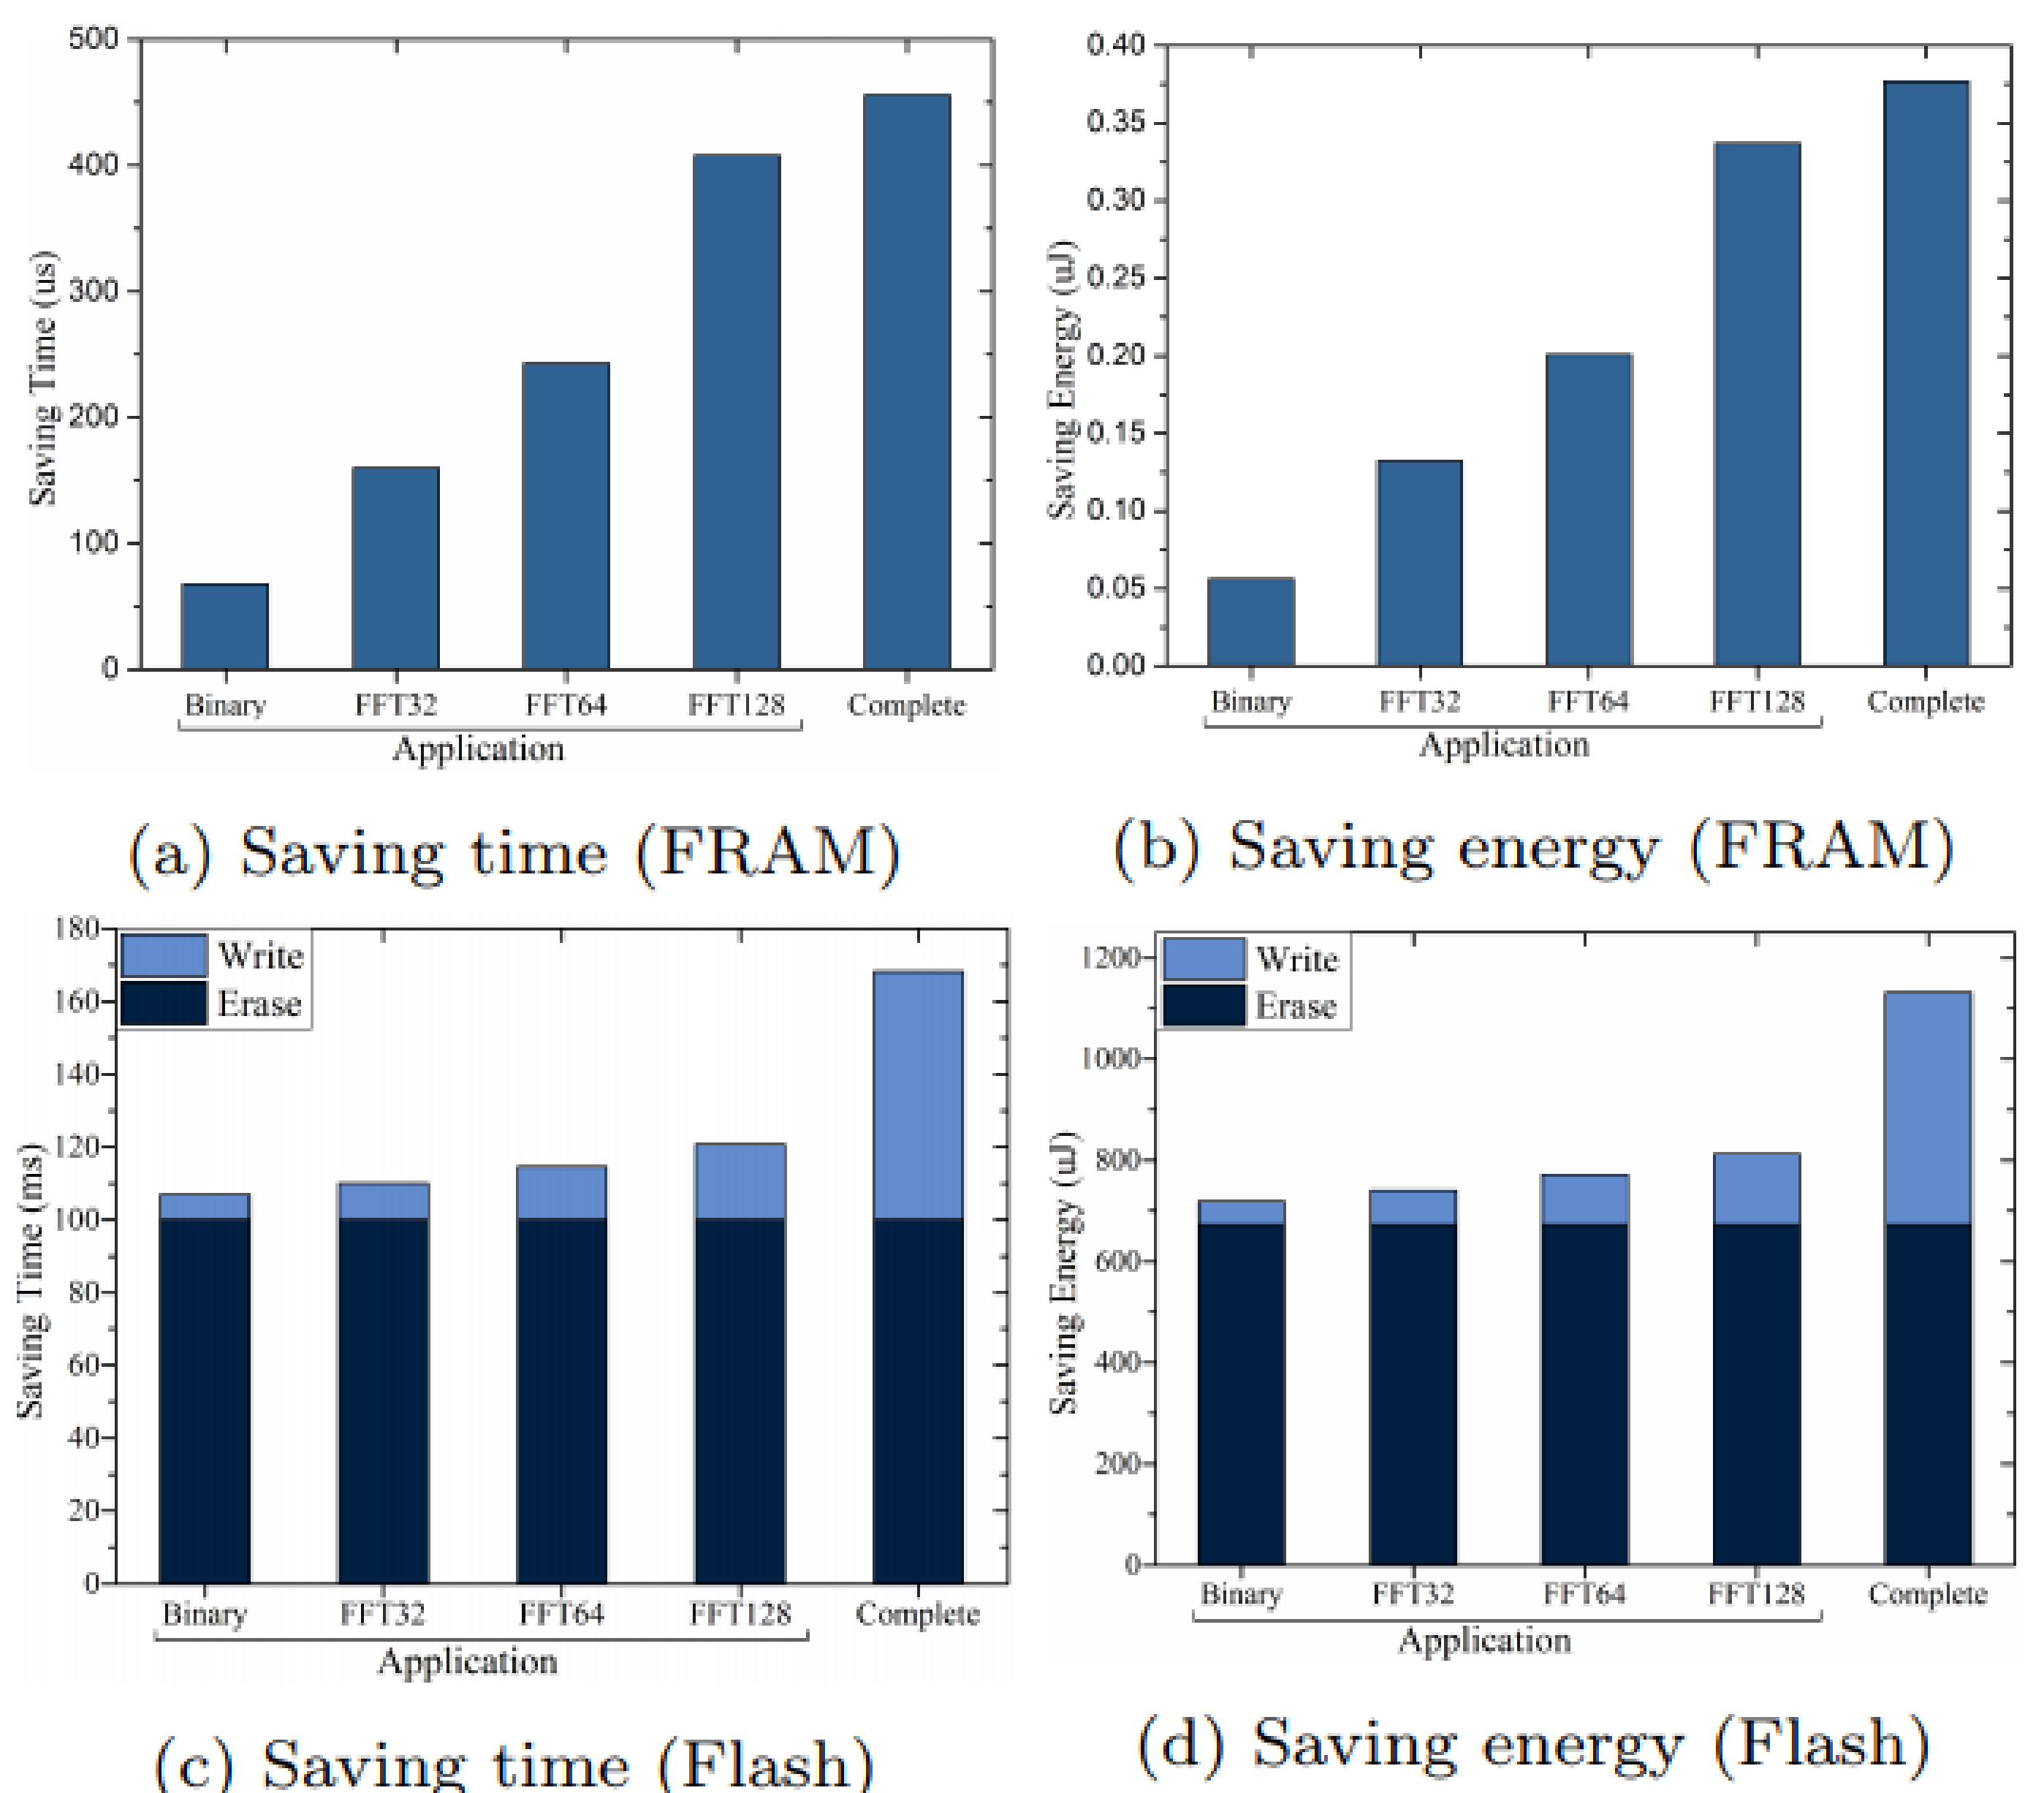 500
400
300
200
100
0
Saving Time (us)
Binary FFT32 FFT64 FFT128 Complete
Application
(a) Saving time (FRAM)
0.40
0.35
0.30
0.25
0.20
0.15
0.10
0.05
0.00
Saving Energy (uJ)
Binary FFT32 FFT64 FFT128 Complete
Application
(b) Saving energy (FRAM)
180
160
140
120
100
80
60
40
20
0
Saving Time (ms)
Write
Erase
Binary FFT32 FFT64 FFT128 Complete
Application
(c) Saving time (Flash)
1200
1000
800
600
400
200
0
Saving Energy (uJ)
Write
Erase
Binary FFT32 FFT64 FFT128 Complete
Application
(d) Saving energy (Flash)